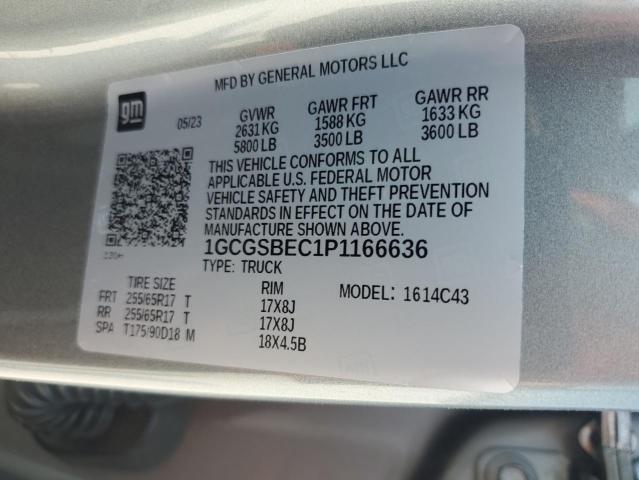 MFD BY GENERAL MOTORS LLC
gm
05/23 GVWR GAWR FRT GAWR RR
2631 KG 1588 KG 1633 KG
5800 LB 3500 LB 3600 LB
THIS VEHICLE CONFORMS TO ALL
APPLICABLE U.S. FEDERAL MOTOR
VEHICLE SAFETY AND THEFT PREVENTION
STANDARDS IN EFFECT ON THE DATE OF
MANUFACTURE SHOWN ABOVE.
1GCGSBEC1P1166636
TYPE: TRUCK
TIRE SIZE RIM MODEL: 1614C43
FRT 255/65R17 T 17X8J
RR 255/65R17 T 17X8J
SPA T175/90D18 M 18X4.5B